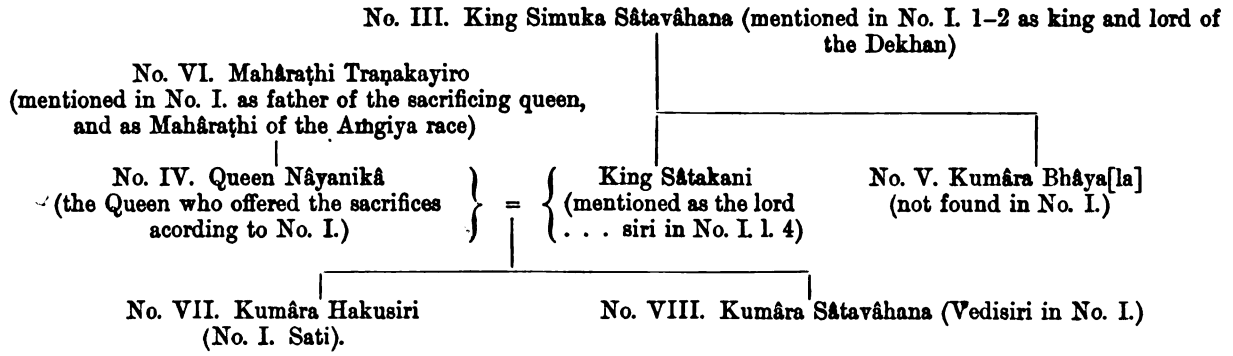 No. III. King Simuka Sâtavâhana (mentioned in No. I. 1–2 as king and lord of
the Dekhan)
No. VI. Mahâraṭhi Traṇakayiro
(mentioned in No. I. as father of the sacrificing queen,
and as Mahârathi of the Aṁgiya race)
No. IV. Queen Nâyanikâ
(the Queen who offered the sacrifices
acording to No. I.)
=
King Sâtakani
(mentioned as the lord
. . . siri in No. I. l. 4)
No. V. Kumâra Bhâya[la]
(not found in No. I.)
No. VII. Kumâra Hakusiri
(No. I. Sati).
No. VIII. Kumâra Sâtavâhana (Vedisiri in No. I.)